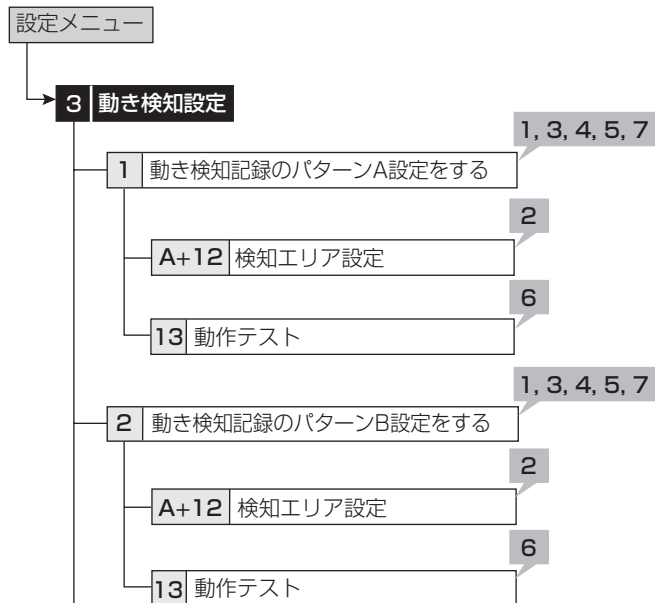 設定メニュー
3 動き検知設定
1, 3, 4, 5, 7
1 動き検知記録のパターンA設定をする
2
A+12 検知エリア設定
6
13 動作テスト
1, 3, 4, 5, 7
2 動き検知記録のパターンB設定をする
2
A+12 検知エリア設定
6
13 動作テスト